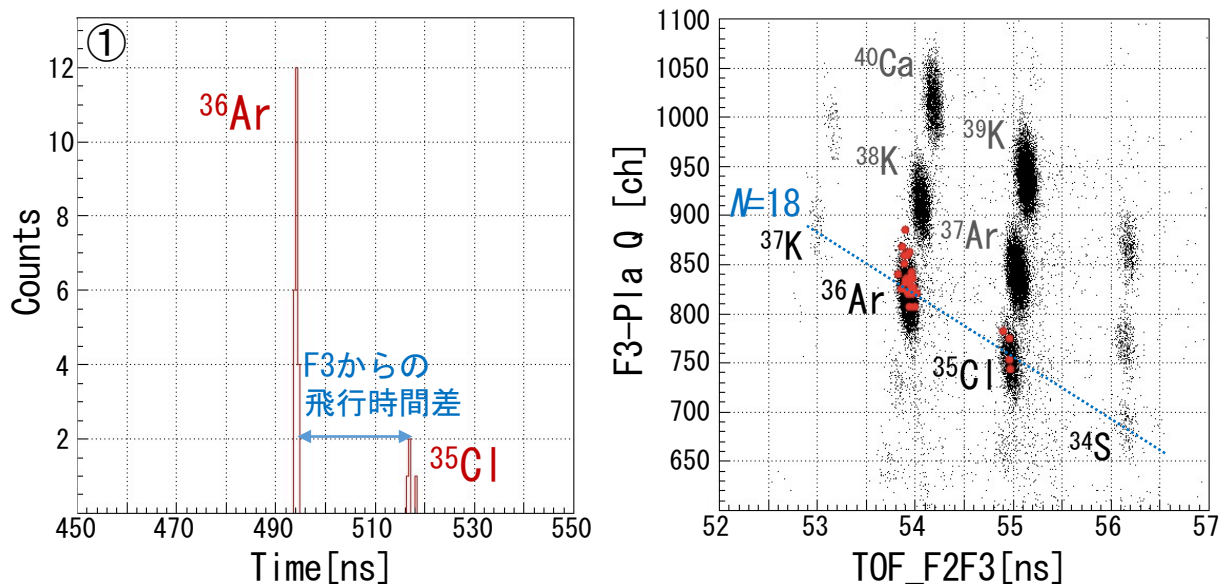 ①
12
10
8
6
4
2
Counts
³⁶Ar
F3からの
飛行時間差
³⁵Cl
450 470 490 510 530 550
Time[ns]
1100
1050
1000
950
900
850
800
750
700
650
F3-Pla Q [ch]
⁴⁰Ca
³⁹K
³⁸K
N=18
³⁷K
³⁷Ar
³⁶Ar
³⁵Cl
³⁴S
52 53 54 55 56 57
TOF_F2F3[ns]